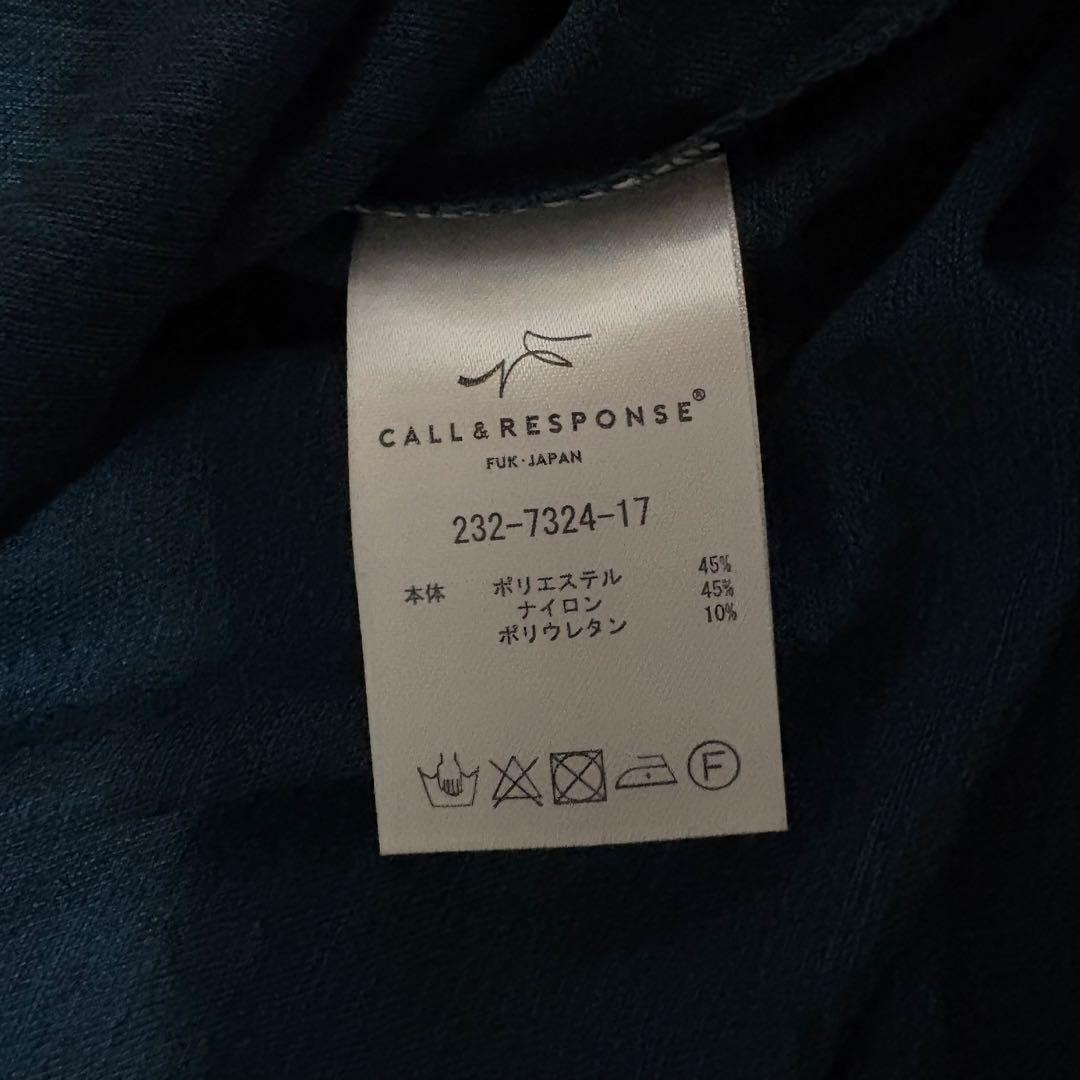 CALL&RESPONSE®
FUK·JAPAN
232-7324-17
本体 ポリエステル 45%
ナイロン 45%
ポリウレタン 10%
F